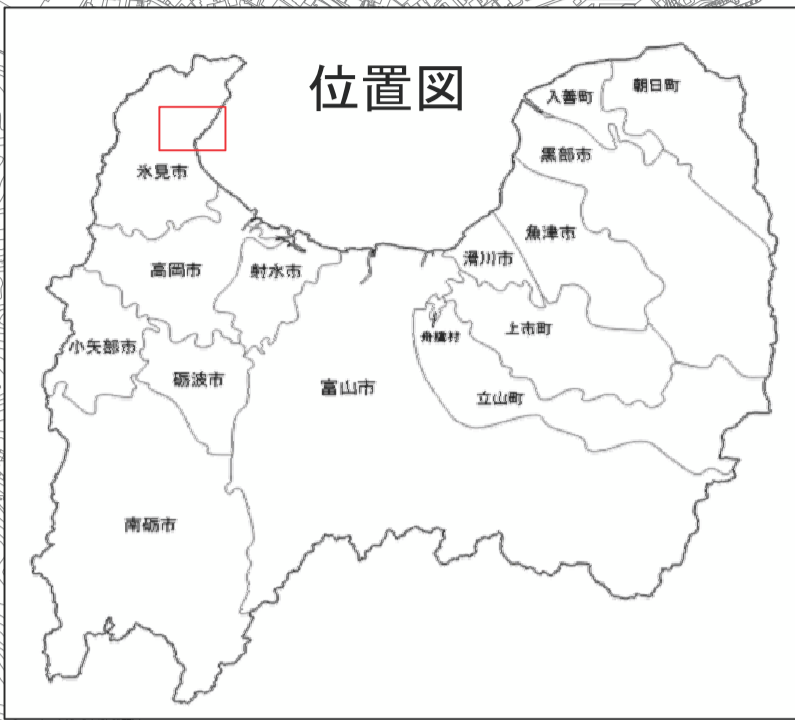 位置図
朝日町
入善町
黒部市
氷見市
魚津市
滑川市
高岡市
射水市
上市町
舟橋村
小矢部市
砺波市
富山市
立山町
南砺市